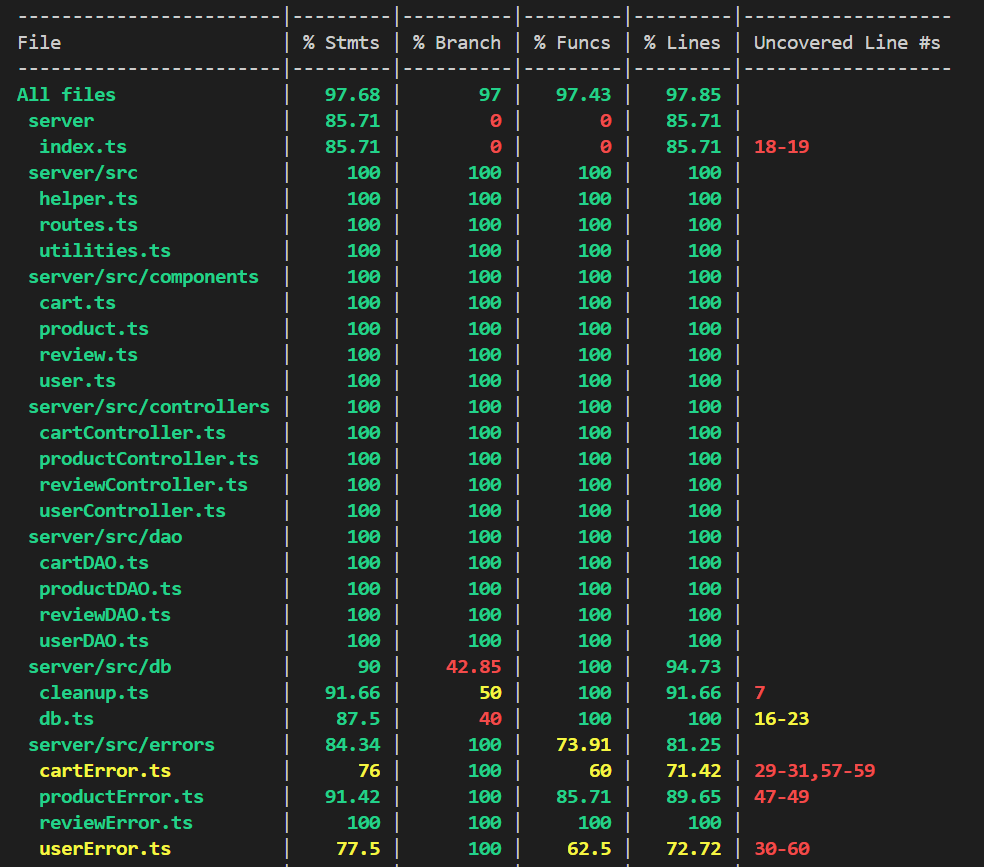 ------------------------|---------|----------|---------|---------|-------------------
File                    | % Stmts | % Branch | % Funcs | % Lines | Uncovered Line #s
------------------------|---------|----------|---------|---------|-------------------
All files               |   97.68 |       97 |   97.43 |   97.85 |
 server                 |   85.71 |        0 |       0 |   85.71 |
  index.ts              |   85.71 |        0 |       0 |   85.71 | 18-19
 server/src             |     100 |      100 |     100 |     100 |
  helper.ts             |     100 |      100 |     100 |     100 |
  routes.ts             |     100 |      100 |     100 |     100 |
  utilities.ts          |     100 |      100 |     100 |     100 |
 server/src/components  |     100 |      100 |     100 |     100 |
  cart.ts               |     100 |      100 |     100 |     100 |
  product.ts            |     100 |      100 |     100 |     100 |
  review.ts             |     100 |      100 |     100 |     100 |
  user.ts               |     100 |      100 |     100 |     100 |
 server/src/controllers |     100 |      100 |     100 |     100 |
  cartController.ts     |     100 |      100 |     100 |     100 |
  productController.ts  |     100 |      100 |     100 |     100 |
  reviewController.ts   |     100 |      100 |     100 |     100 |
  userController.ts     |     100 |      100 |     100 |     100 |
 server/src/dao         |     100 |      100 |     100 |     100 |
  cartDAO.ts            |     100 |      100 |     100 |     100 |
  productDAO.ts         |     100 |      100 |     100 |     100 |
  reviewDAO.ts          |     100 |      100 |     100 |     100 |
  userDAO.ts            |     100 |      100 |     100 |     100 |
 server/src/db          |      90 |    42.85 |     100 |   94.73 |
  cleanup.ts            |   91.66 |       50 |     100 |   91.66 | 7
  db.ts                 |    87.5 |       40 |     100 |     100 | 16-23
 server/src/errors      |   84.34 |      100 |   73.91 |   81.25 |
  cartError.ts          |      76 |      100 |      60 |   71.42 | 29-31,57-59
  productError.ts       |   91.42 |      100 |   85.71 |   89.65 | 47-49
  reviewError.ts        |     100 |      100 |     100 |     100 |
  userError.ts          |    77.5 |      100 |    62.5 |   72.72 | 30-60